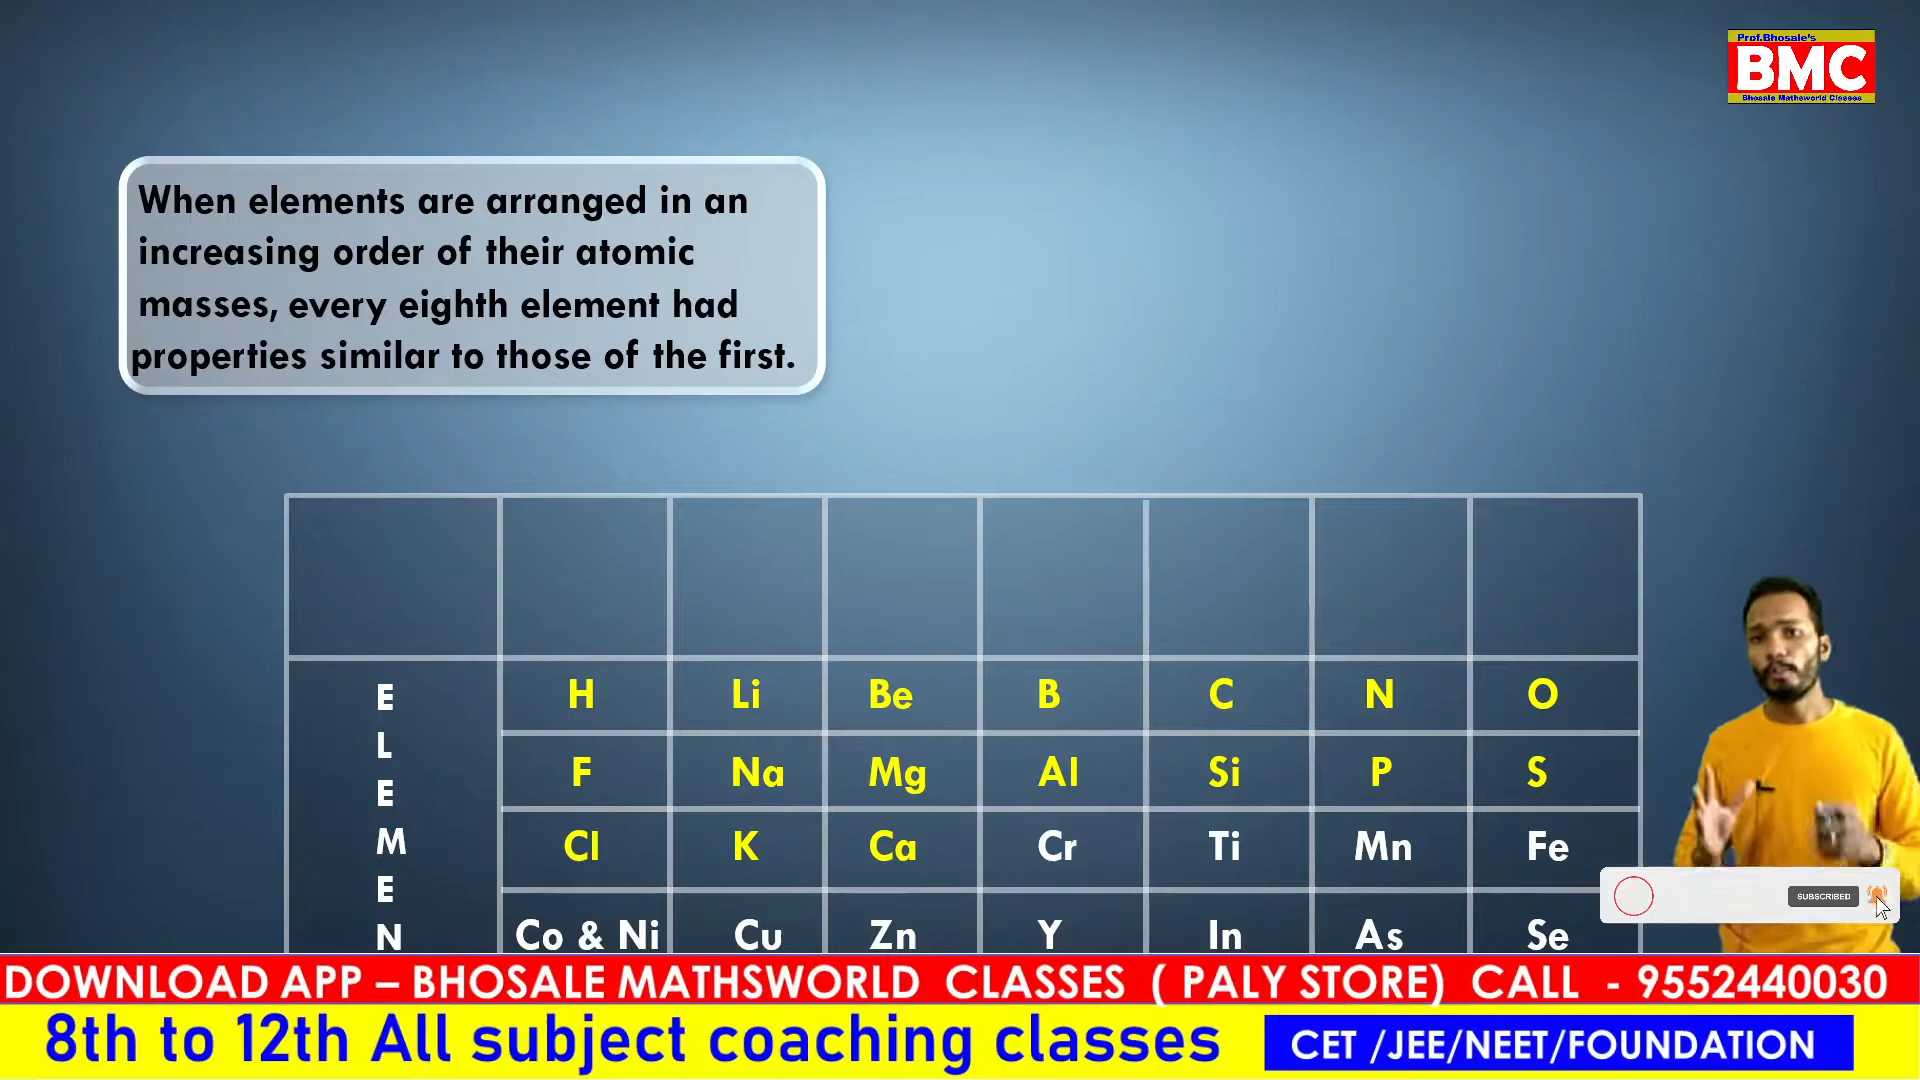 Prof.Bhosale's
BMC
Bhosale Mathsworld Classes
When elements are arranged in an
increasing order of their atomic
masses, every eighth element had
properties similar to those of the first.
E H Li Be B C N O
L
E F Na Mg Al Si P S
M Cl K Ca Cr Ti Mn Fe
E
N Co & Ni Cu Zn Y In As Se
SUBSCRIBED
DOWNLOAD APP – BHOSALE MATHSWORLD CLASSES ( PALY STORE) CALL - 9552440030
8th to 12th All subject coaching classes
CET /JEE/NEET/FOUNDATION